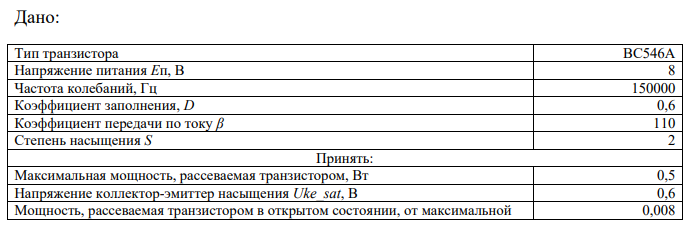 Дано:
Тип транзистора BC546A
Напряжение питания Eп, В 8
Частота колебаний, Гц 150000
Коэффициент заполнения, D 0,6
Коэффициент передачи по току β 110
Степень насыщения S 2
Принять:
Максимальная мощность, рассеваемая транзистором, Вт 0,5
Напряжение коллектор-эмиттер насыщения Uke_sat, В 0,6
Мощность, рассеваемая транзистором в открытом состоянии, от максимальной 0,008